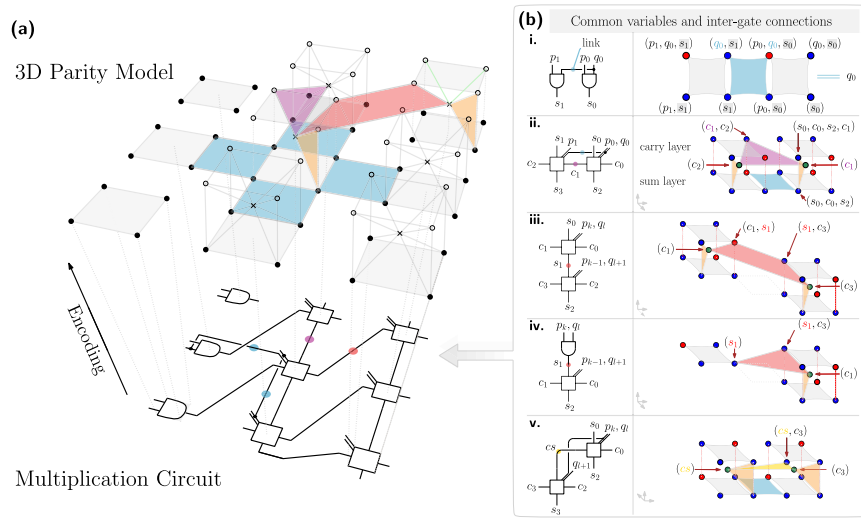 (a)
3D Parity Model
Encoding
Multiplication Circuit
(b)
Common variables and inter-gate connections
i.
link
p₁ p₀ q₀
s₁ s₀
(p₁, q₀, s₁) (q₀, s₁) (p₀, q₀, s₀) (q₀, s₀)
q₀
(p₁, s₁) (s₁) (p₀, s₀) (s₀)
ii.
s₁ p₁ s₀ p₀, q₀
c₂ c₁ c₀
s₃ s₂
(c₁, c₂) (s₀, c₀, s₂, c₁)
carry layer
(c₂) (c₁)
sum layer
(s₀, c₀, s₂)
iii.
s₀ pₖ, qₗ
c₁ c₀
s₁ pₖ₋₁, qₗ₊₁
c₃ c₂
s₂
(c₁, s₁) (s₁, c₃)
(c₁)
(c₃)
iv.
pₖ, qₗ
s₁ pₖ₋₁, qₗ₊₁
c₁ c₀
s₂
(s₁, c₃)
(s₁)
(c₁)
v.
s₀ pₖ, qₗ
cs c₀
qₗ₊₁ s₂
c₃ c₂
s₃
(cs, c₃)
(cs) (c₃)